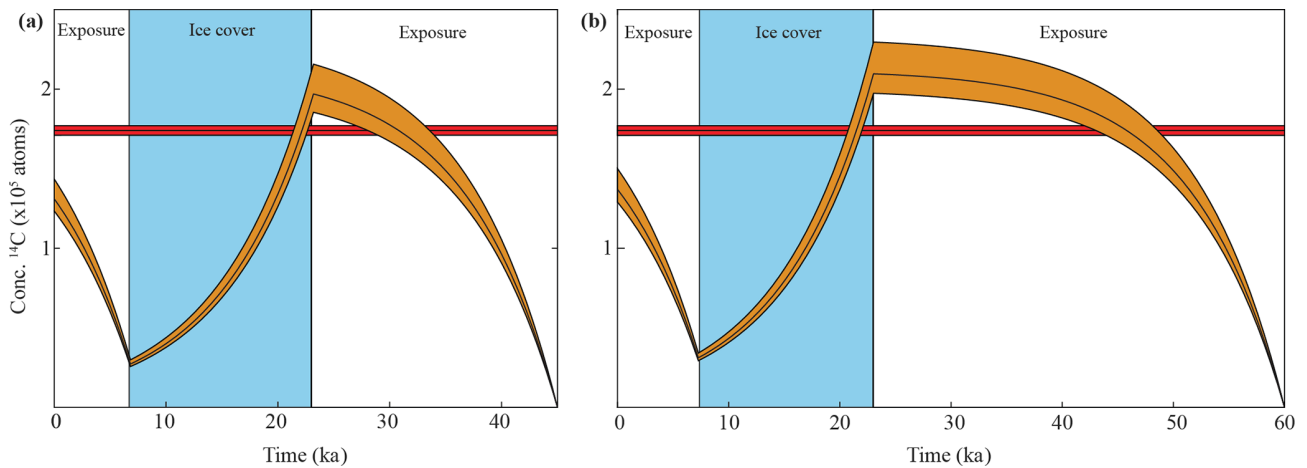 (a)
Exposure
Ice cover
Exposure
2
1
Conc. ¹⁴C (x10⁵ atoms)
0
10
20
30
40
Time (ka)
(b)
Exposure
Ice cover
Exposure
2
1
0
10
20
30
40
50
60
Time (ka)